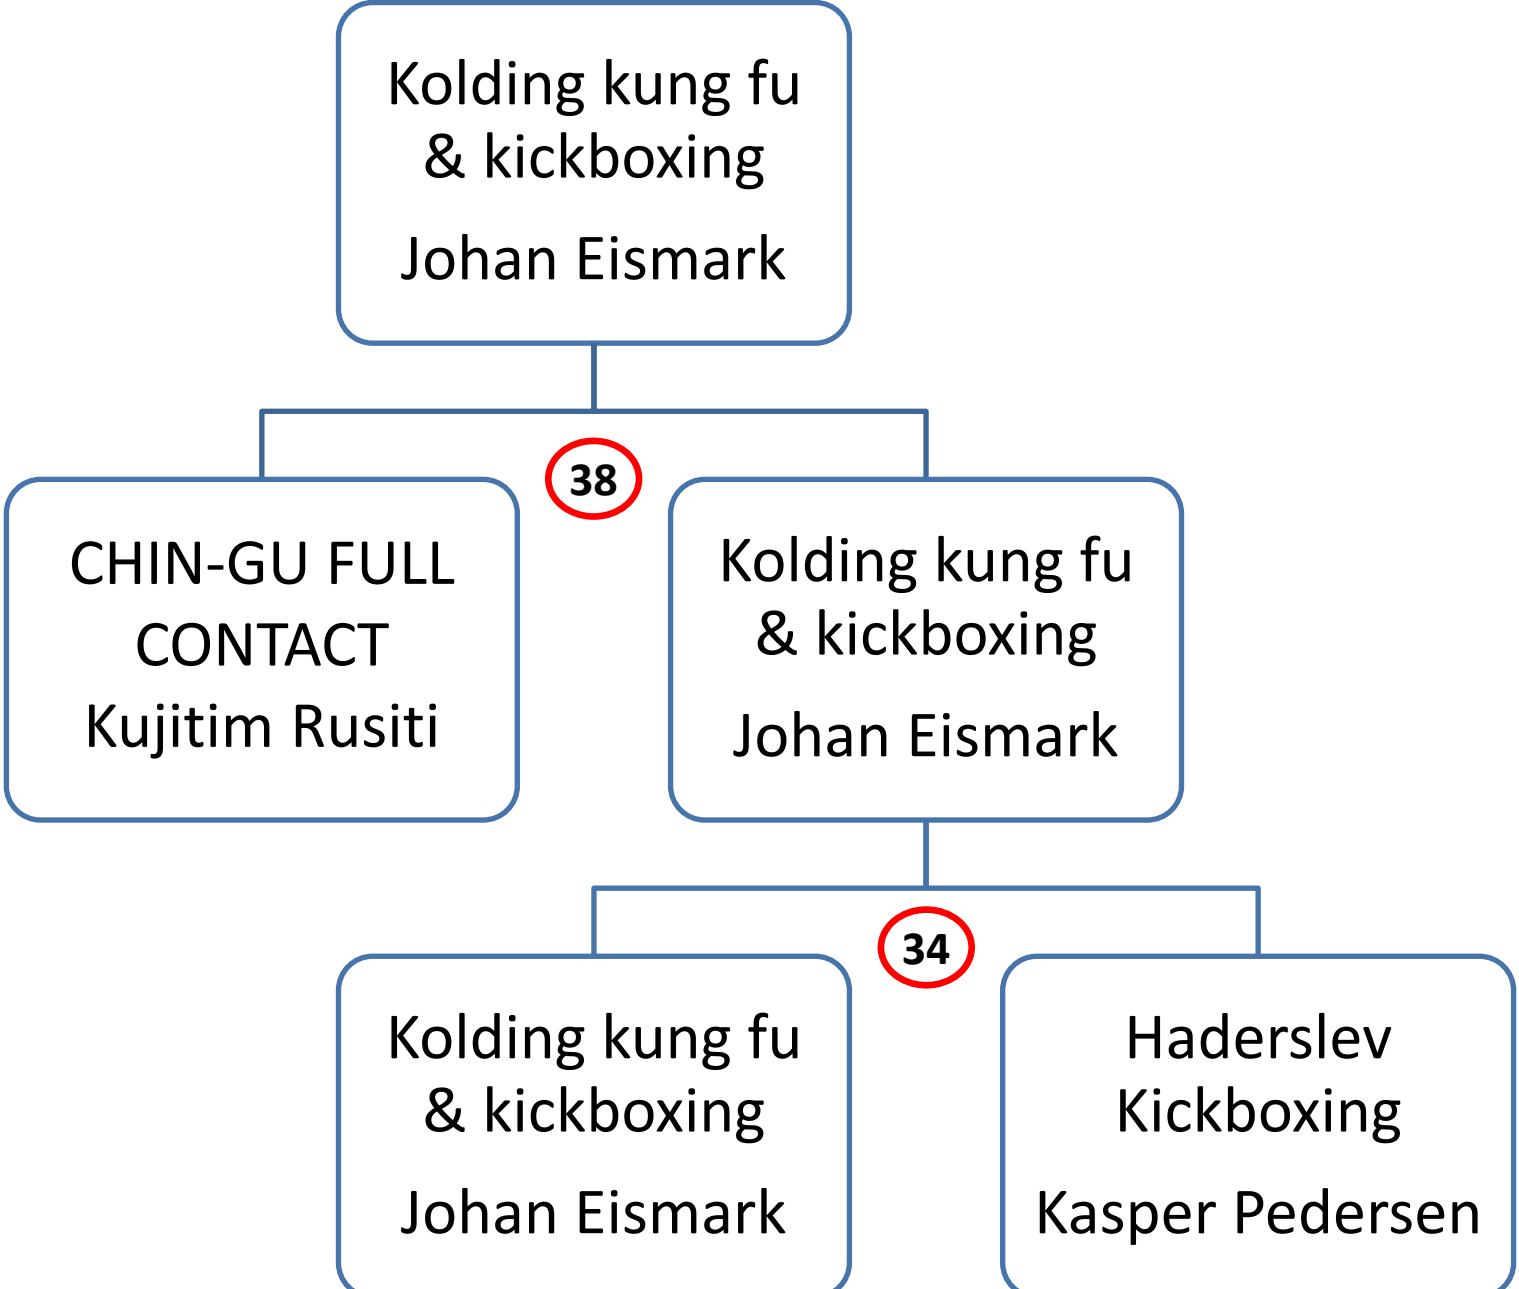 Kolding kung fu
& kickboxing
Johan Eismark
38
CHIN-GU FULL
CONTACT
Kujitim Rusiti
Kolding kung fu
& kickboxing
Johan Eismark
34
Kolding kung fu
& kickboxing
Johan Eismark
Haderslev
Kickboxing
Kasper Pedersen